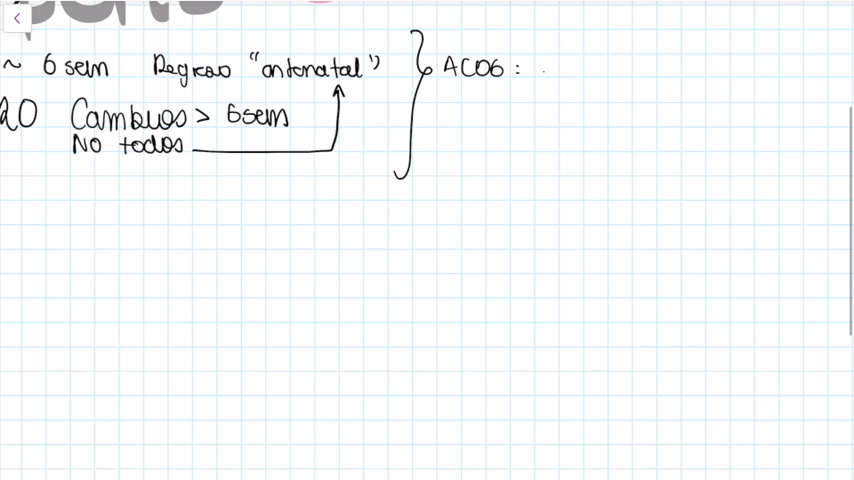 ~ 6 sem Regreso "antenatal" ACOG :
20 Cambios > 6sem
No todos